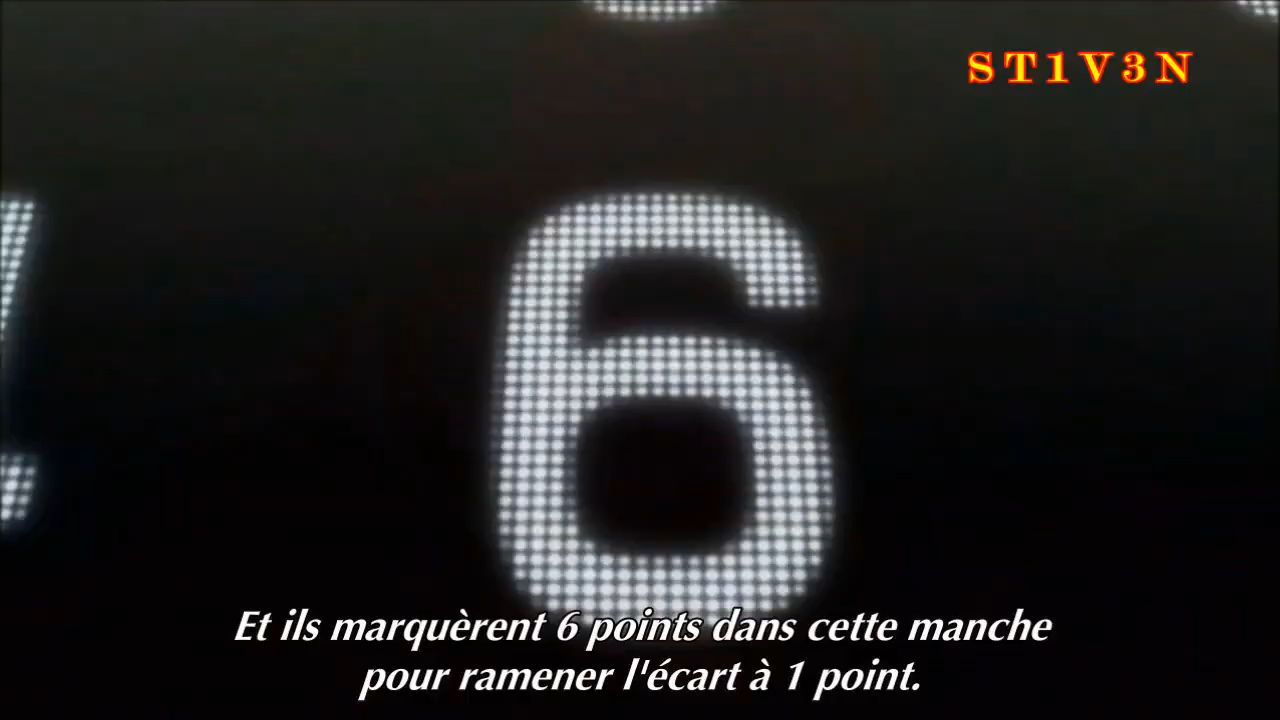 ST1V3N
6
Et ils marquèrent 6 points dans cette manche
pour ramener l'écart à 1 point.